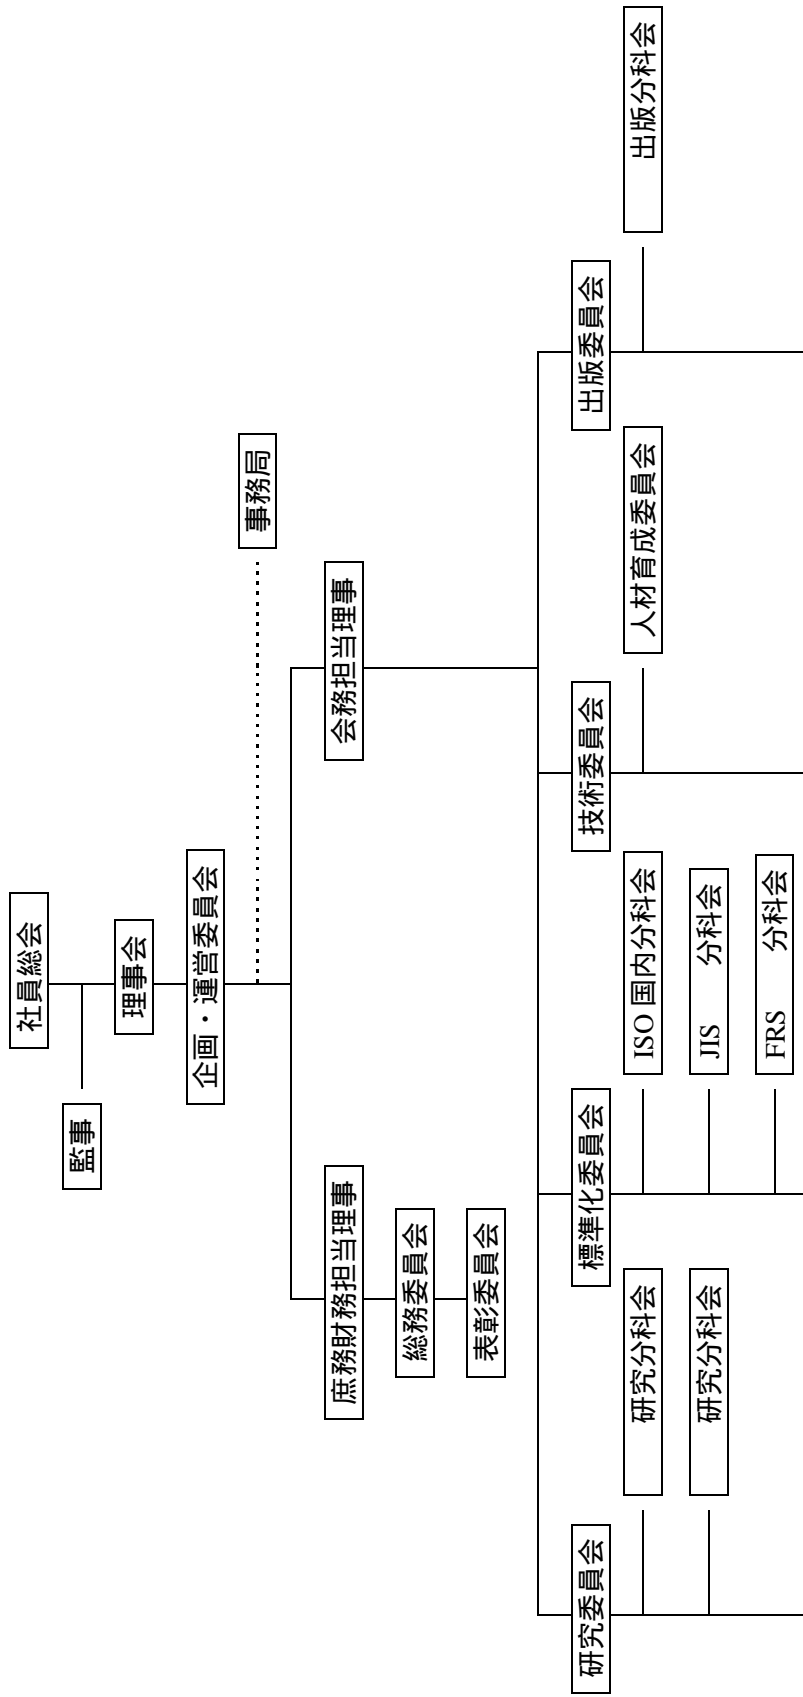 社員総会
監事
理事会
企画・運営委員会
事務局
庶務財務担当理事
会務担当理事
総務委員会
表彰委員会
研究委員会
標準化委員会
技術委員会
出版委員会
研究分科会
ISO 国内分科会
人材育成委員会
出版分科会
研究分科会
JIS 分科会
FRS 分科会